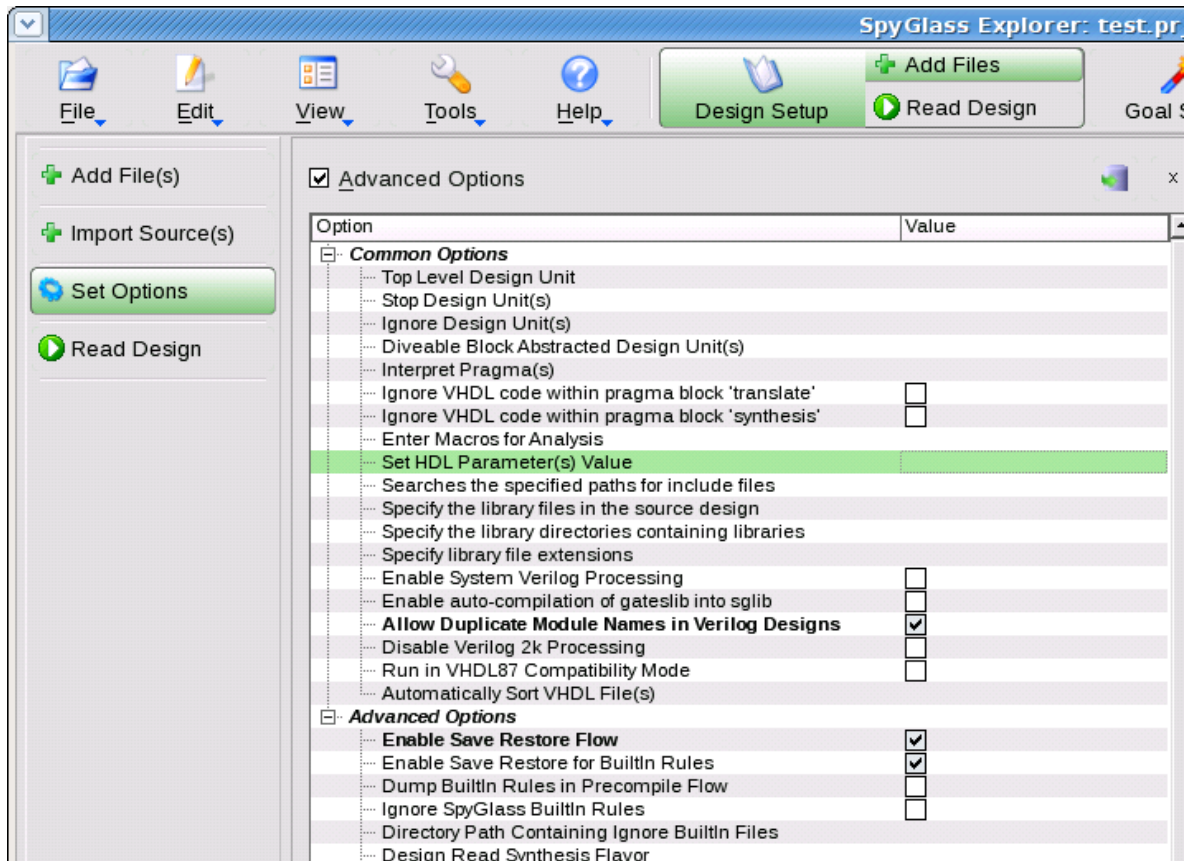 SpyGlass Explorer: test.prj
File
Edit
View
Tools
Help
Design Setup
Add Files
Read Design
Goal S
Add File(s)
Import Source(s)
Set Options
Read Design
Advanced Options
x
Option Value
Common Options
Top Level Design Unit
Stop Design Unit(s)
Ignore Design Unit(s)
Diveable Block Abstracted Design Unit(s)
Interpret Pragma(s)
Ignore VHDL code within pragma block 'translate'
Ignore VHDL code within pragma block 'synthesis'
Enter Macros for Analysis
Set HDL Parameter(s) Value
Searches the specified paths for include files
Specify the library files in the source design
Specify the library directories containing libraries
Specify library file extensions
Enable System Verilog Processing
Enable auto-compilation of gateslib into sglib
Allow Duplicate Module Names in Verilog Designs
Disable Verilog 2k Processing
Run in VHDL87 Compatibility Mode
Automatically Sort VHDL File(s)
Advanced Options
Enable Save Restore Flow
Enable Save Restore for BuiltIn Rules
Dump BuiltIn Rules in Precompile Flow
Ignore SpyGlass BuiltIn Rules
Directory Path Containing Ignore BuiltIn Files
Design Read Synthesis Flavor